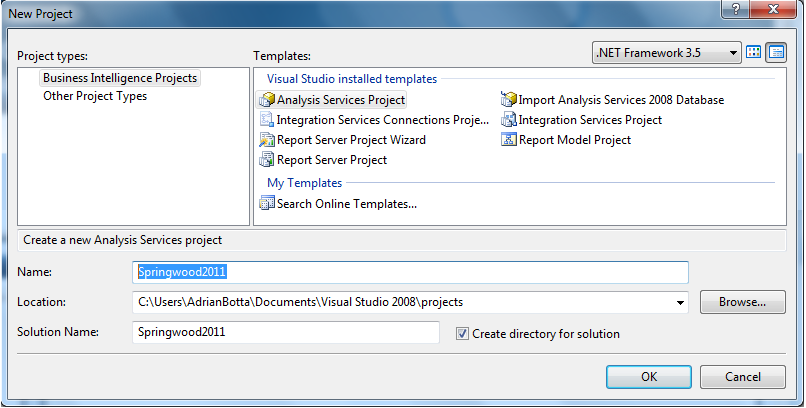 New Project
Project types:
Templates:
.NET Framework 3.5
Business Intelligence Projects
Other Project Types
Visual Studio installed templates
Analysis Services Project
Import Analysis Services 2008 Database
Integration Services Connections Proje...
Integration Services Project
Report Server Project Wizard
Report Model Project
Report Server Project
My Templates
Search Online Templates...
Create a new Analysis Services project
Name:
Springwood2011
Location:
C:\Users\AdrianBotta\Documents\Visual Studio 2008\projects
Browse...
Solution Name:
Springwood2011
Create directory for solution
OK
Cancel